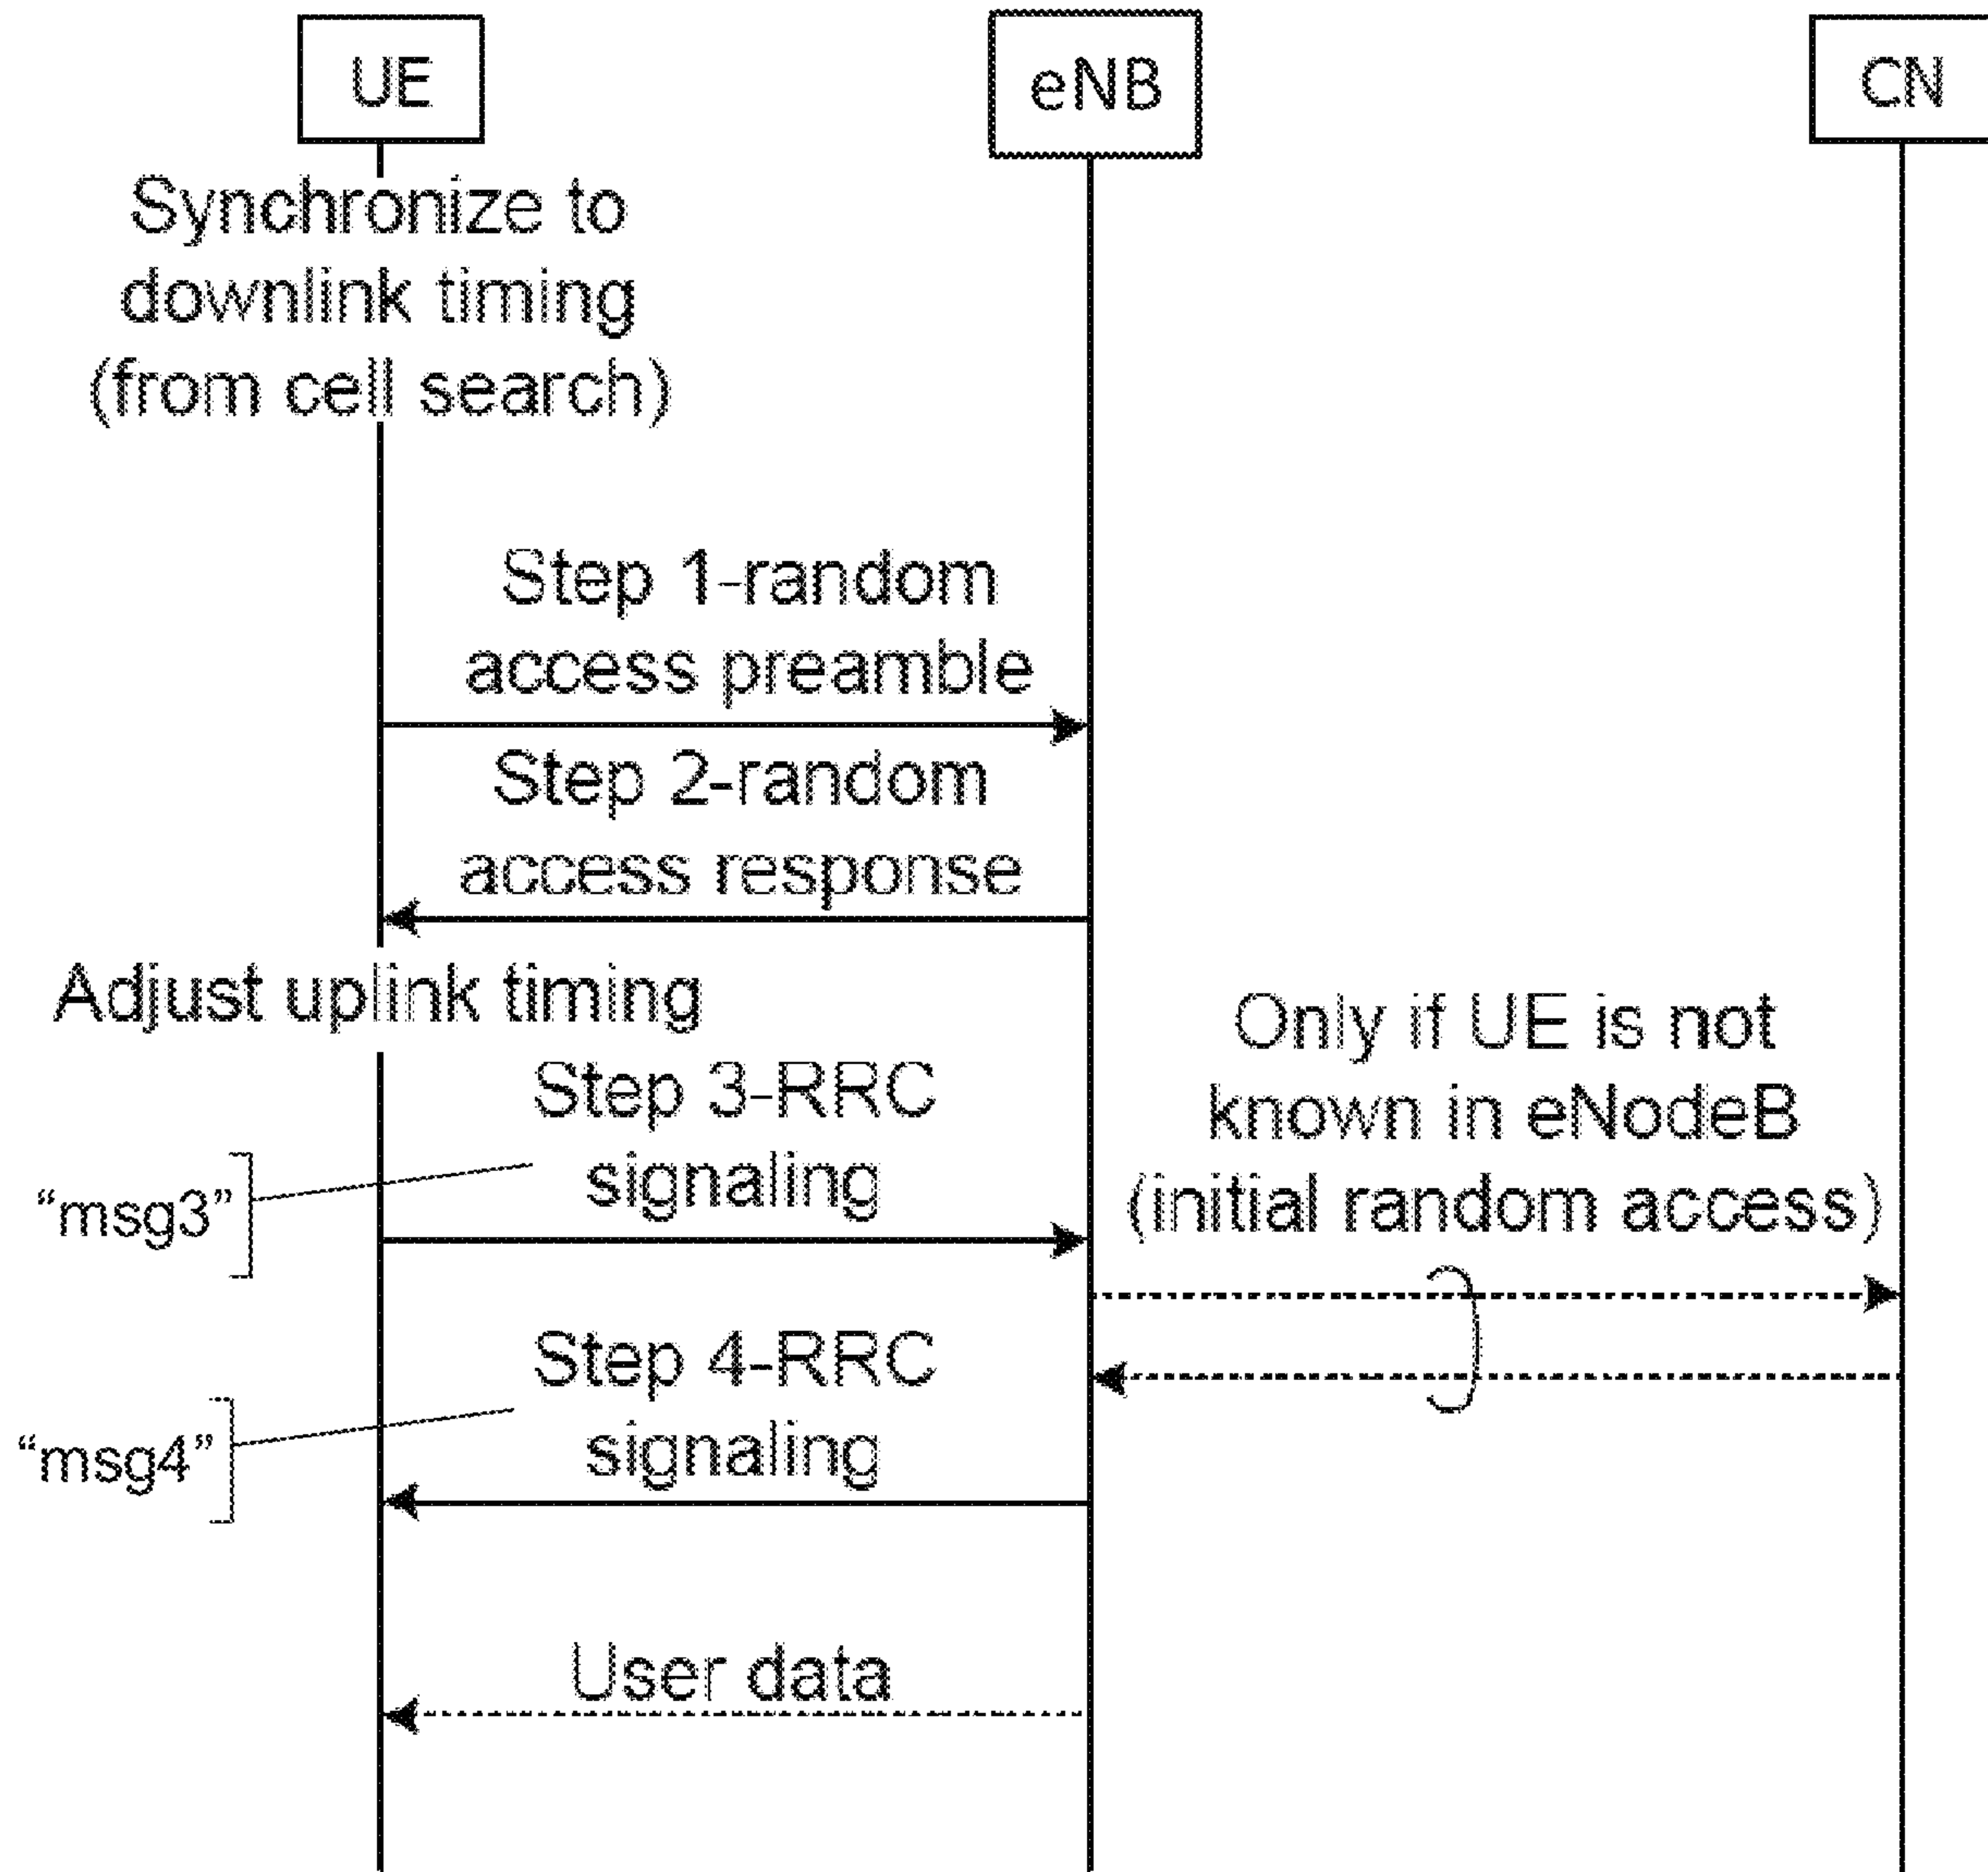 UE
eNB
CN
Synchronize to
downlink timing
(from cell search)
Step 1-random
access preamble
Step 2-random
access response
Adjust uplink timing
Only if UE is not
known in eNodeB
(initial random access)
Step 3-RRC
signaling
“msg3”
Step 4-RRC
signaling
“msg4”
User data